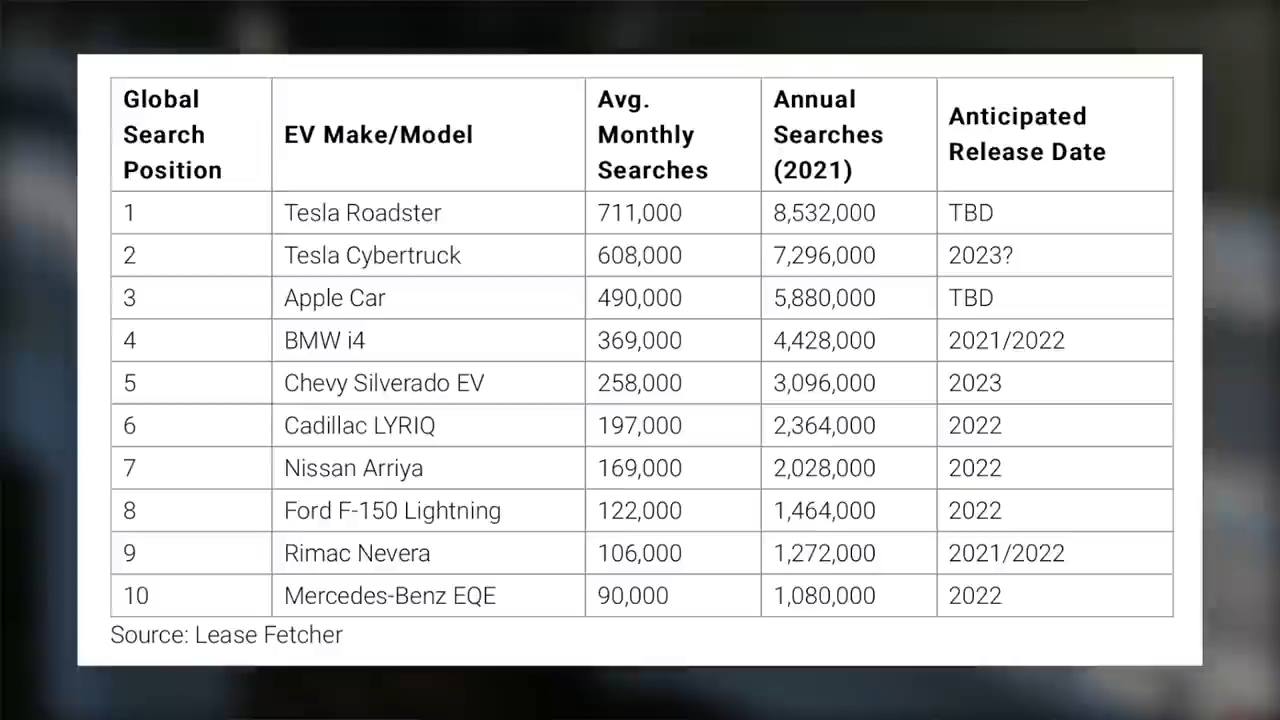 Global Search Position EV Make/Model Avg. Monthly Searches Annual Searches (2021) Anticipated Release Date
1 Tesla Roadster 711,000 8,532,000 TBD
2 Tesla Cybertruck 608,000 7,296,000 2023?
3 Apple Car 490,000 5,880,000 TBD
4 BMW i4 369,000 4,428,000 2021/2022
5 Chevy Silverado EV 258,000 3,096,000 2023
6 Cadillac LYRIQ 197,000 2,364,000 2022
7 Nissan Arriya 169,000 2,028,000 2022
8 Ford F-150 Lightning 122,000 1,464,000 2022
9 Rimac Nevera 106,000 1,272,000 2021/2022
10 Mercedes-Benz EQE 90,000 1,080,000 2022
Source: Lease Fetcher